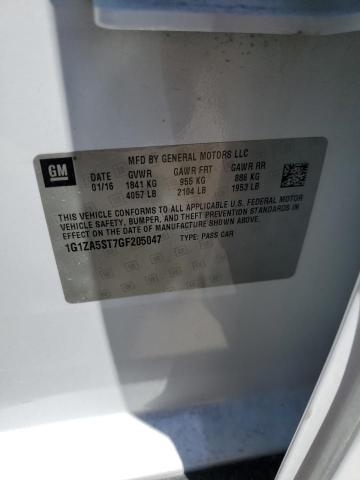 MFD BY GENERAL MOTORS LLC
GM DATE GVWR GAWR FRT GAWR RR
01/16 1841 KG 955 KG 886 KG
4057 LB 2104 LB 1953 LB
THIS VEHICLE CONFORMS TO ALL APPLICABLE U.S. FEDERAL MOTOR
VEHICLE SAFETY, BUMPER, AND THEFT PREVENTION STANDARDS IN
EFFECT ON THE DATE OF MANUFACTURE SHOWN ABOVE.
1G1ZA5ST7GF205047 TYPE: PASS CAR